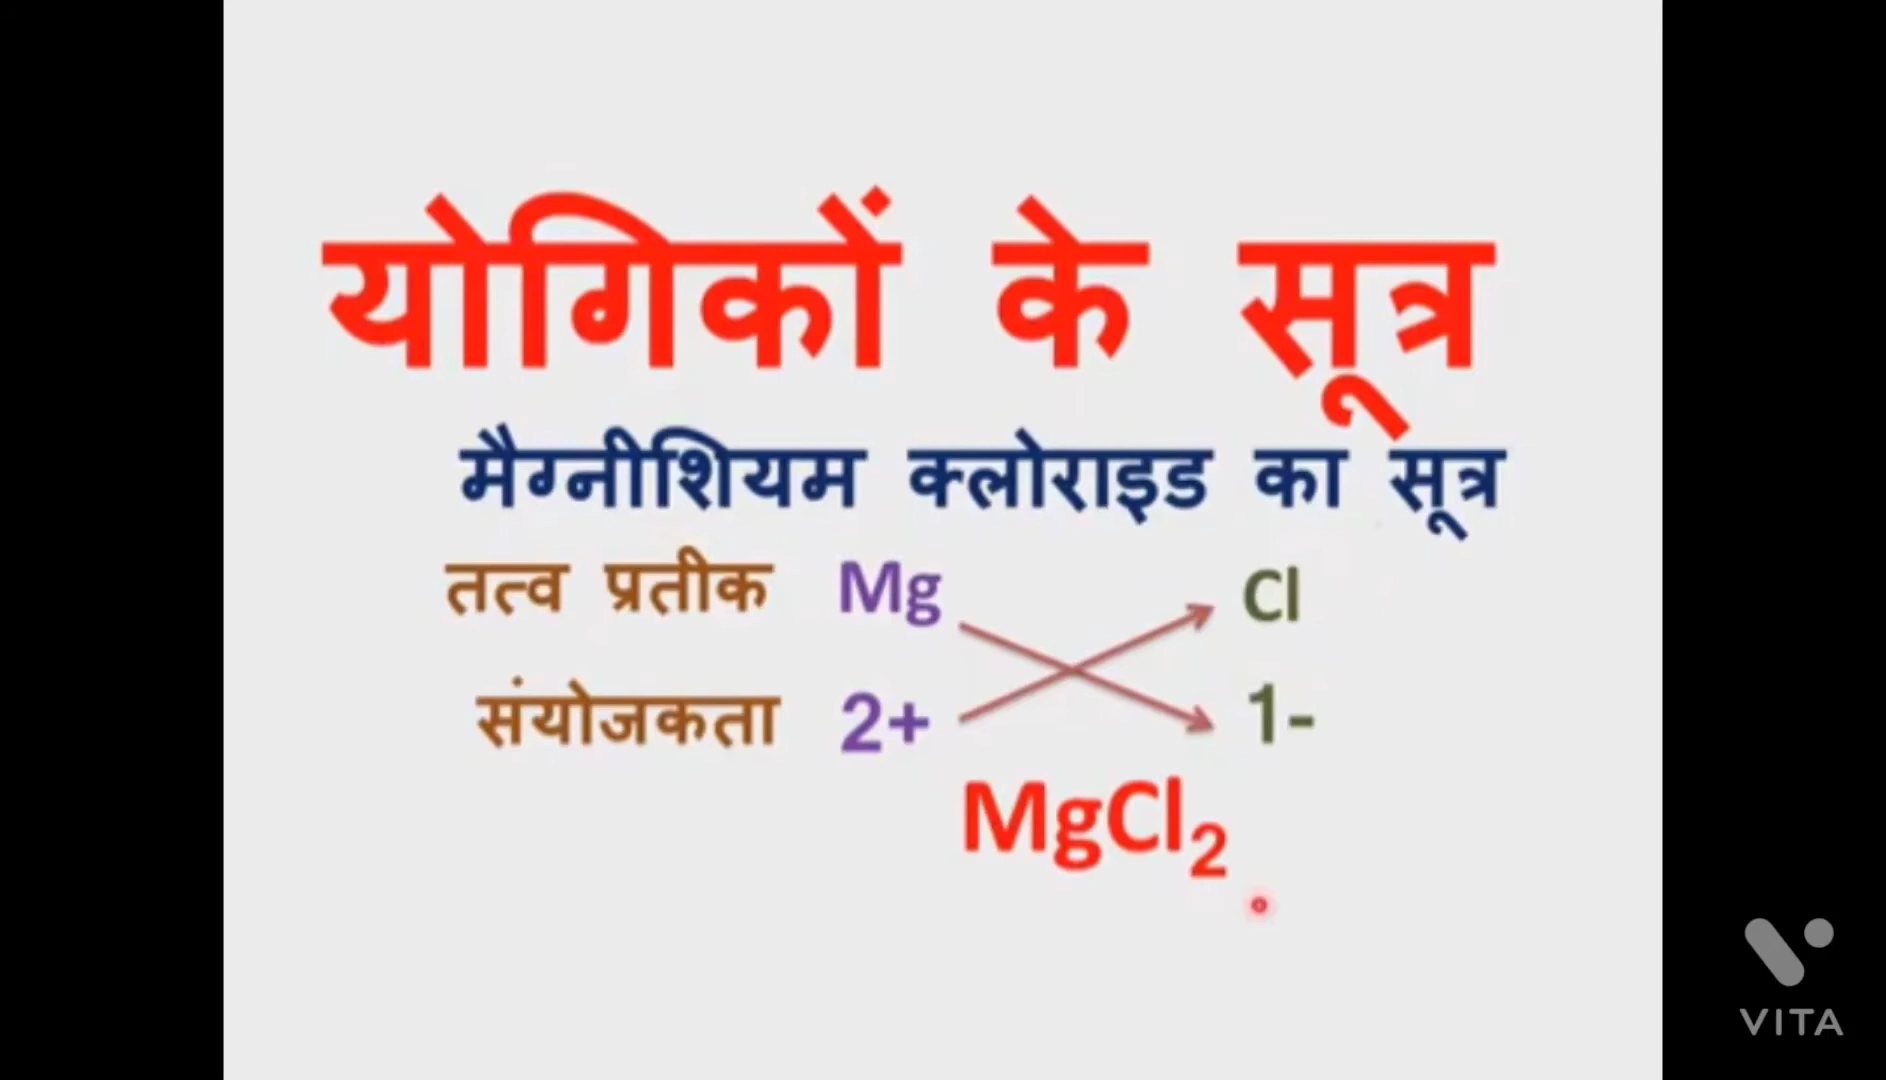 योगिकों के सूत्र
मैग्नीशियम क्लोराइड का सूत्र
तत्व प्रतीक Mg Cl
संयोजकता 2+ 1-
MgCl₂
VITA